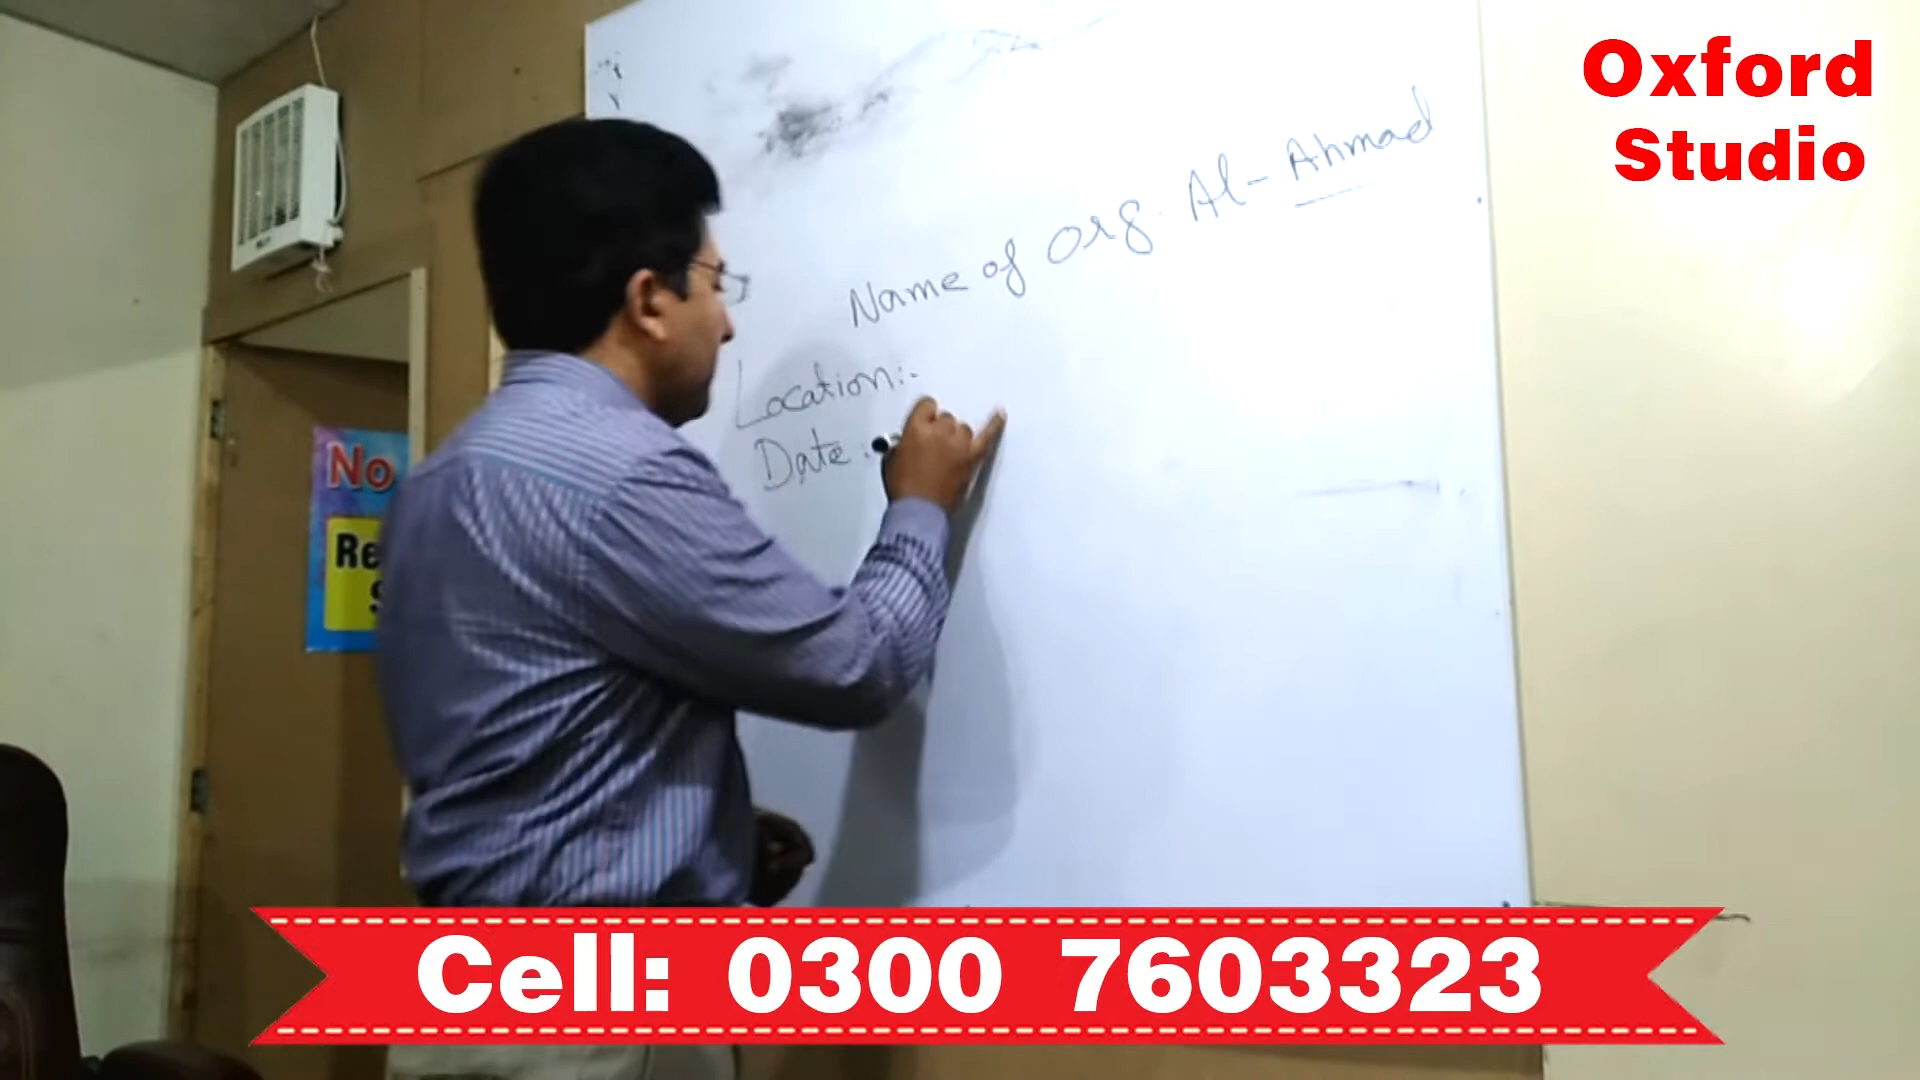 Oxford
Studio
Name of Org. Al-Ahmad
Location:-
Date:
No
Re
Cell: 0300 7603323